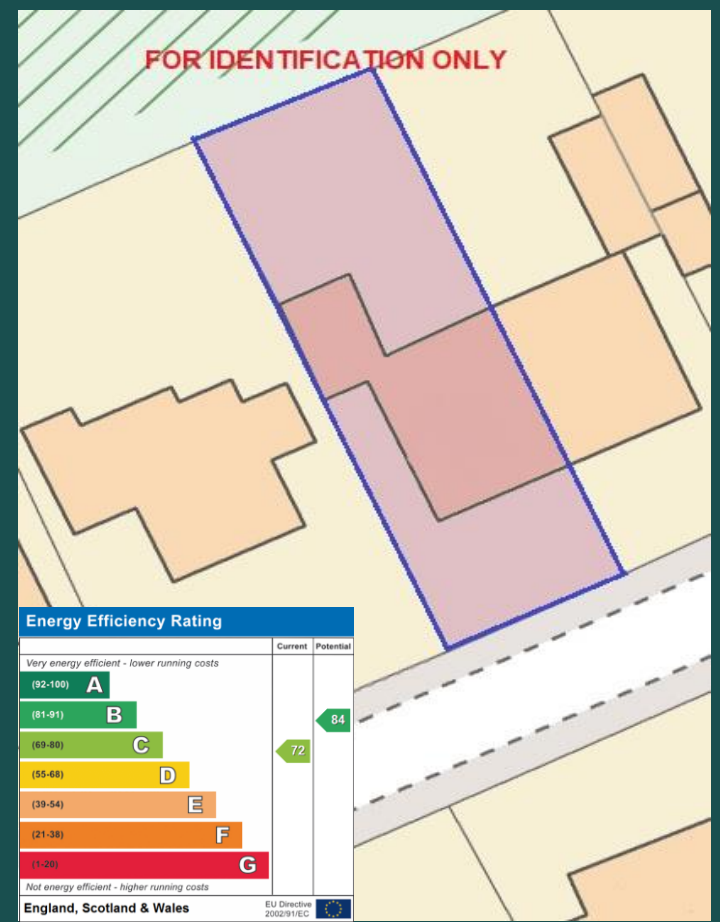 FOR IDENTIFICATION ONLY
Energy Efficiency Rating
Current Potential
Very energy efficient - lower running costs
(92-100) A
(81-91) B
84
(69-80) C
72
(55-68) D
(39-54) E
(21-38) F
(1-20) G
Not energy efficient - higher running costs
England, Scotland & Wales
EU Directive
2002/91/EC